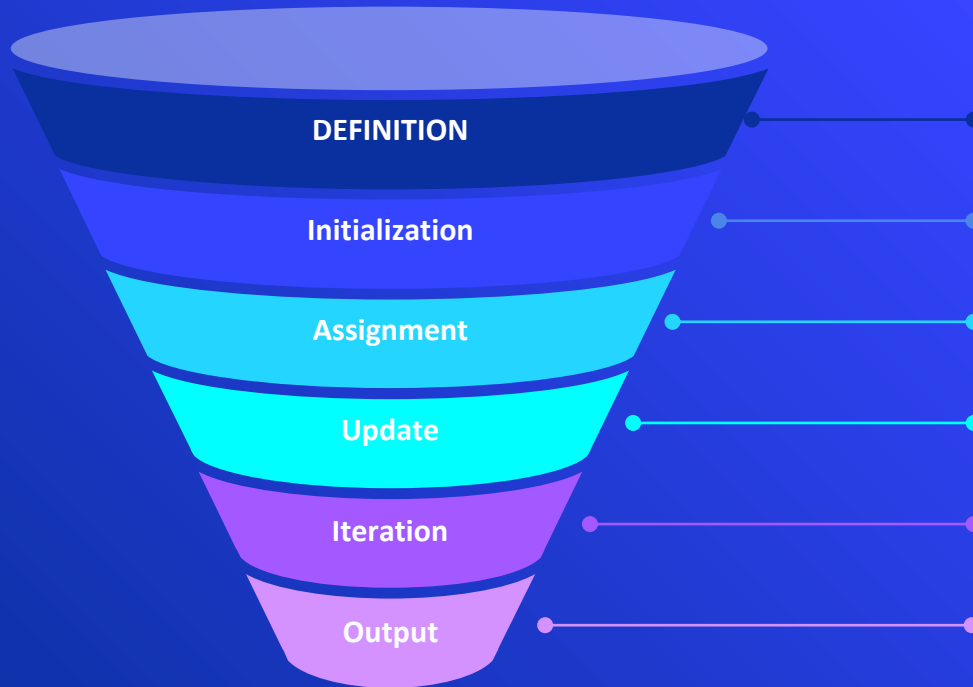 DEFINITION
Initialization
Assignment
Update
Iteration
Output